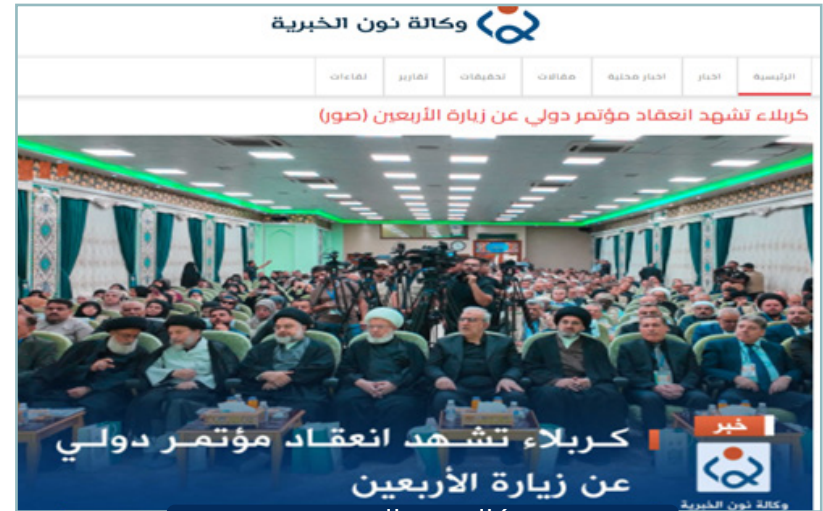 وكالة نون الخبرية
الرئيسية اخبار اخبار محلية مقالات تحقيقات تقارير لقاءات
كربلاء تشهد انعقاد مؤتمر دولي عن زيارة الأربعين (صور)
خبر
كربلاء تشهد انعقاد مؤتمر دولي
عن زيارة الأربعين
وكالة نون الخبرية